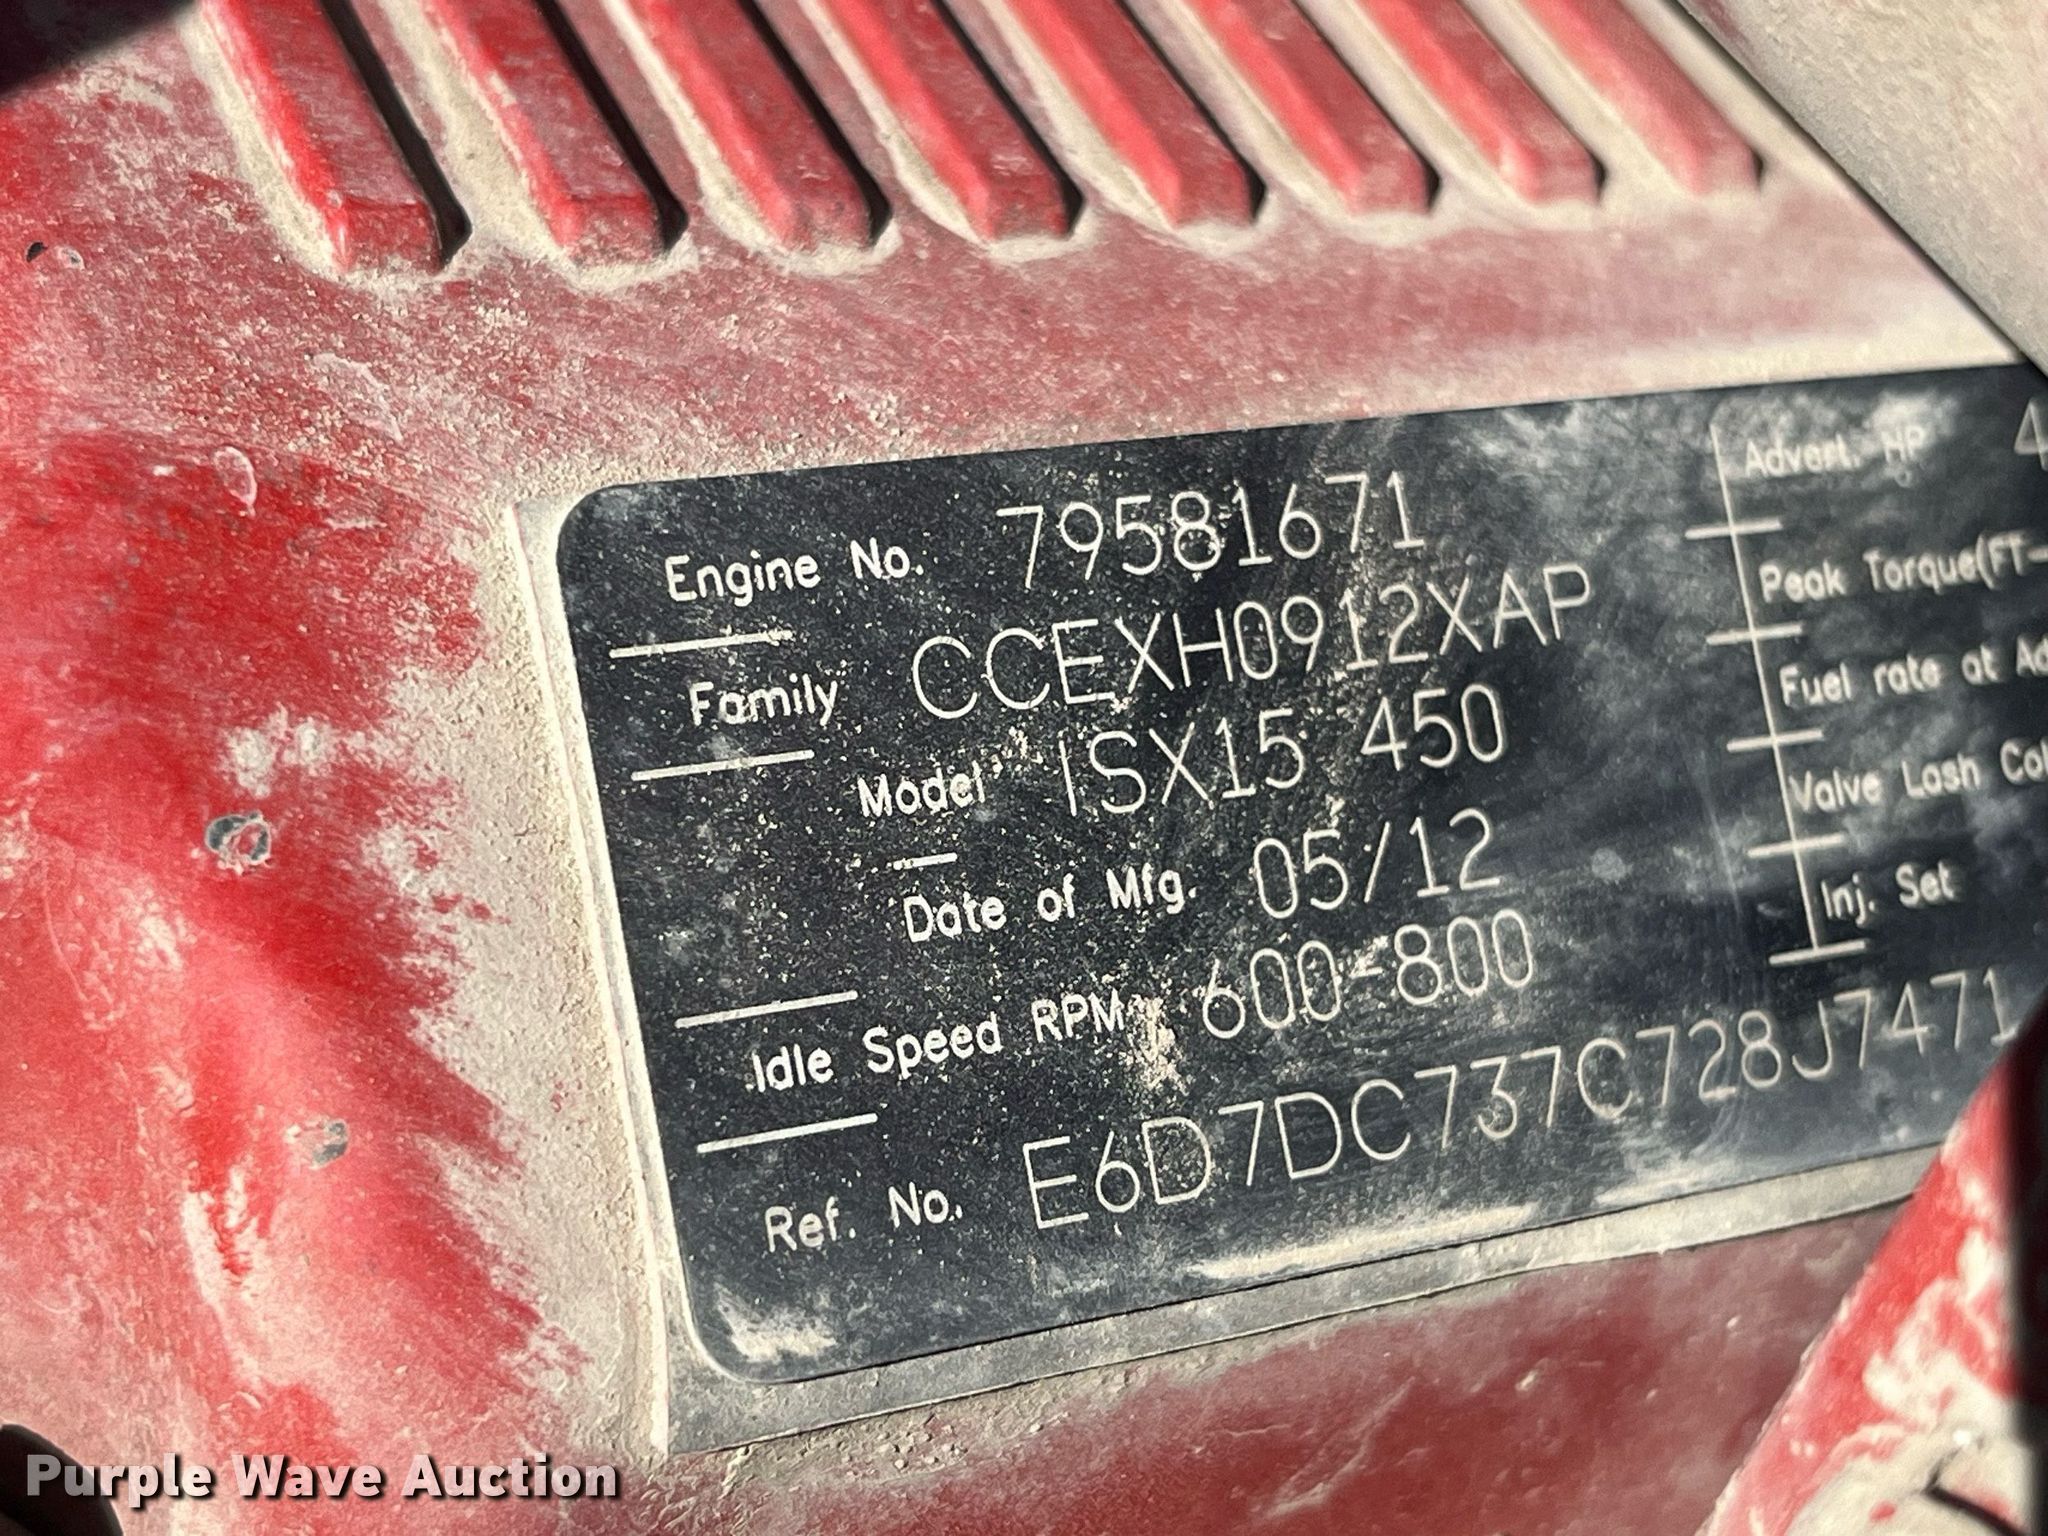 Engine No. 79581671
Family CCEXH0912XAP
Model ISX15 450
Date of Mfg. 05/12
Idle Speed RPM 600-800
Ref. No. E6D7DC737C728J7471
Advert. HP 4
Peak Torque(FT-
Fuel rate at Ad
Valve Lash Col
Inj. Set
Purple Wave Auction